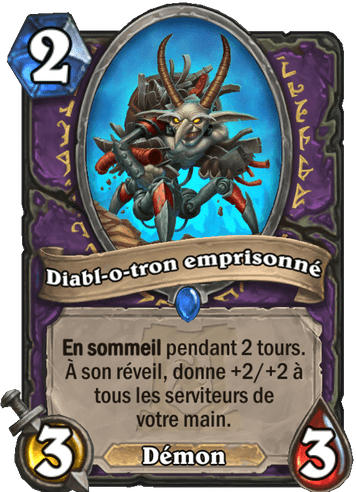 2
Diabl-o-tron emprisonné
En sommeil pendant 2 tours.
À son réveil, donne +2/+2 à
tous les serviteurs de
votre main.
3
Démon
3